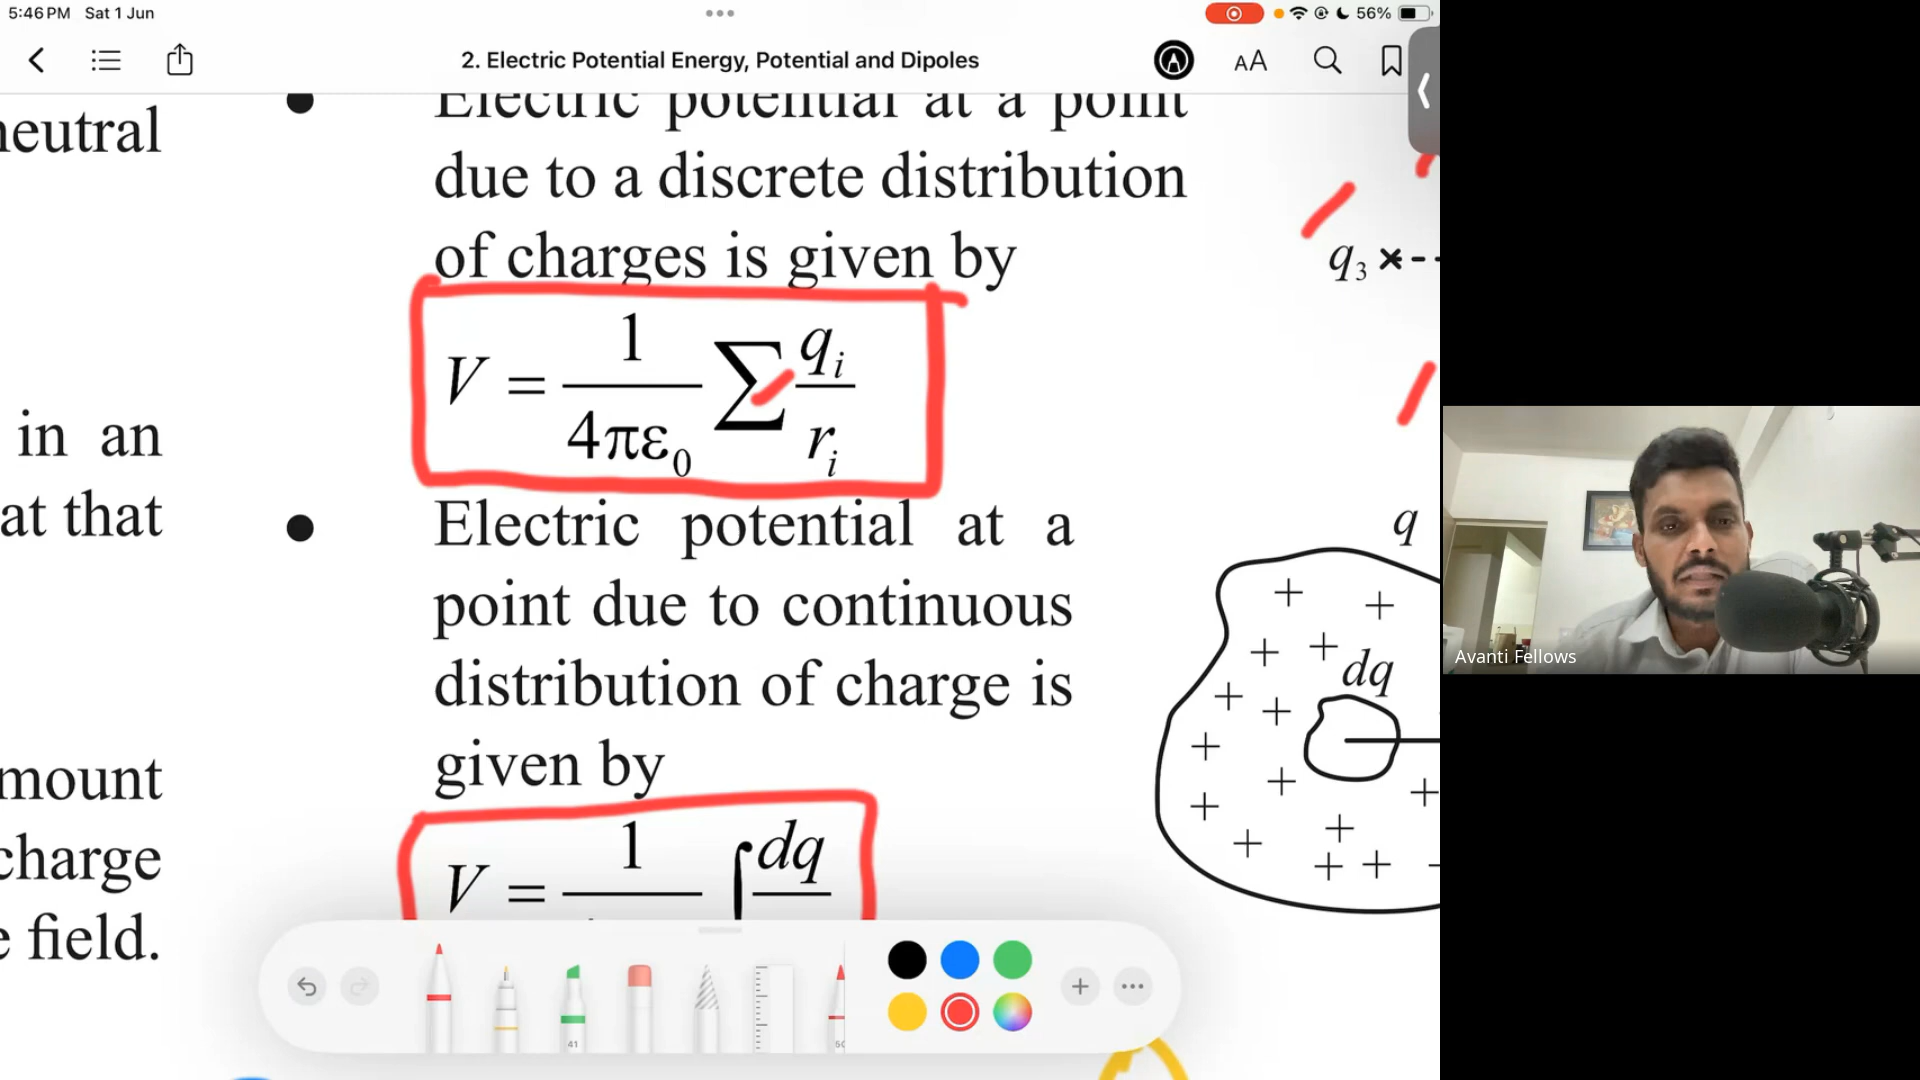 5:46 PM Sat 1 Jun
56%
2. Electric Potential Energy, Potential and Dipoles
AA
neutral
in an
at that
mount
charge
e field.
• Electric potential at a point
due to a discrete distribution
of charges is given by
V = 1/4πε₀ ∑ qᵢ/rᵢ
• Electric potential at a
point due to continuous
distribution of charge is
given by
V = 1 ∫ dq
q₃ ×--
q
+ +
+ + dq
+ +
+
+ +
+ +
+ + + -
41
50
Avanti Fellows